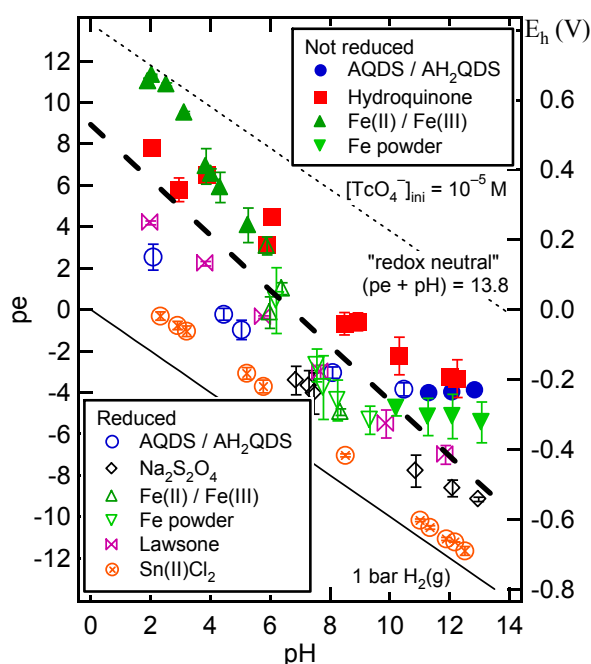 E_h (V)
12
10
8
6
4
2
0
-2
-4
-6
-8
-10
-12
pe
0.6
0.4
0.2
0.0
-0.2
-0.4
-0.6
-0.8
Not reduced
AQDS / AH₂QDS
Hydroquinone
Fe(II) / Fe(III)
Fe powder
[TcO₄⁻]ini = 10⁻⁵ M
"redox neutral"
(pe + pH) = 13.8
Reduced
AQDS / AH₂QDS
Na₂S₂O₄
Fe(II) / Fe(III)
Fe powder
Lawsone
Sn(II)Cl₂
1 bar H₂(g)
0 2 4 6 8 10 12 14
pH